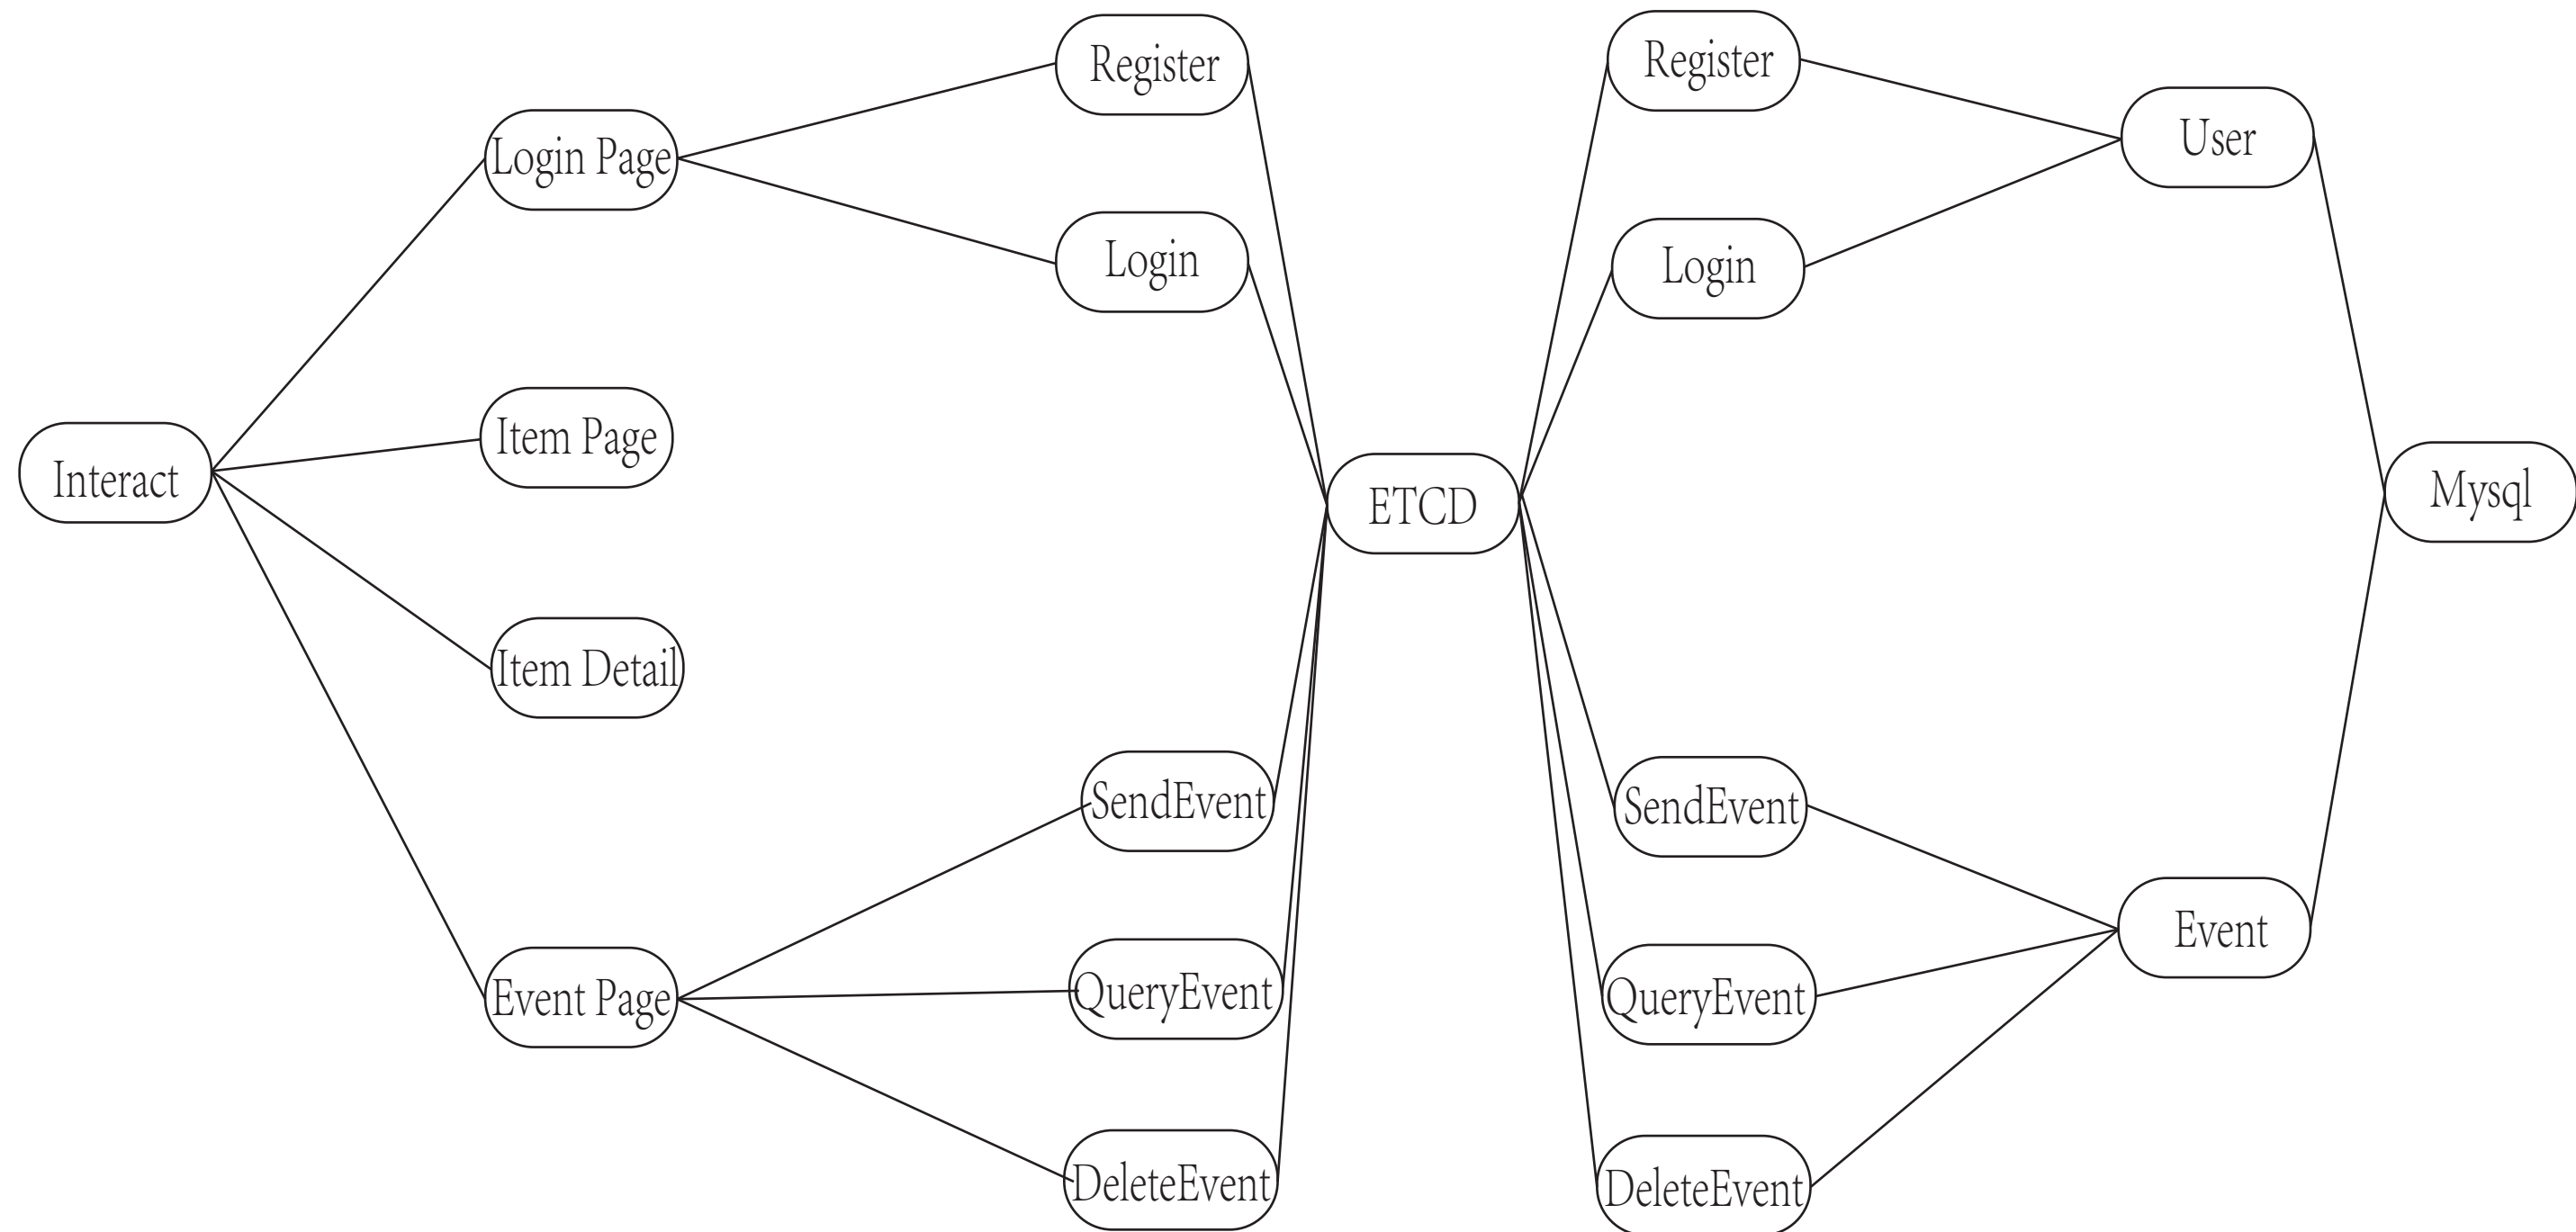 Interact
Login Page
Item Page
Item Detail
Event Page
Register
Login
SendEvent
QueryEvent
DeleteEvent
ETCD
Register
Login
SendEvent
QueryEvent
DeleteEvent
User
Event
Mysql